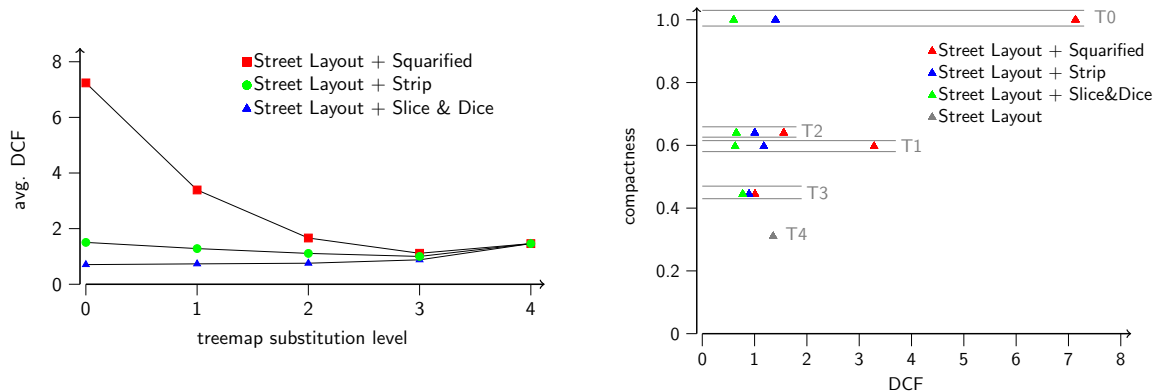 8
6
4
2
0
avg. DCF
Street Layout + Squarified
Street Layout + Strip
Street Layout + Slice & Dice
0 1 2 3 4
treemap substitution level
1.0
0.8
0.6
0.4
0.2
0
compactness
T0
Street Layout + Squarified
Street Layout + Strip
Street Layout + Slice&Dice
Street Layout
T2
T1
T3
T4
0 1 2 3 4 5 6 7 8
DCF